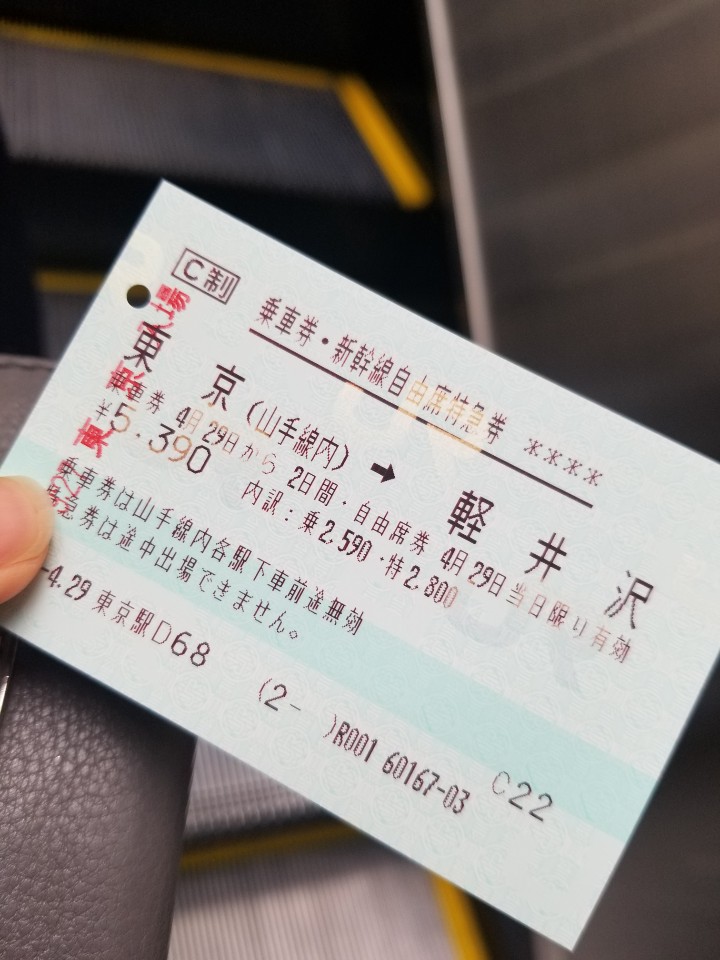 C制
乗車券・新幹線自由席特急券
****
東京(山手線内) → 軽井沢
乗車券 4月29日から 2日間・自由席券 4月29日当日限り有効
¥5.390 内訳:乗2.590・特2.800
乗車券は山手線内各駅下車前途無効
特急券は途中出場できません。
-4.29 東京駅D68 (2- )R001 60167-03 C22